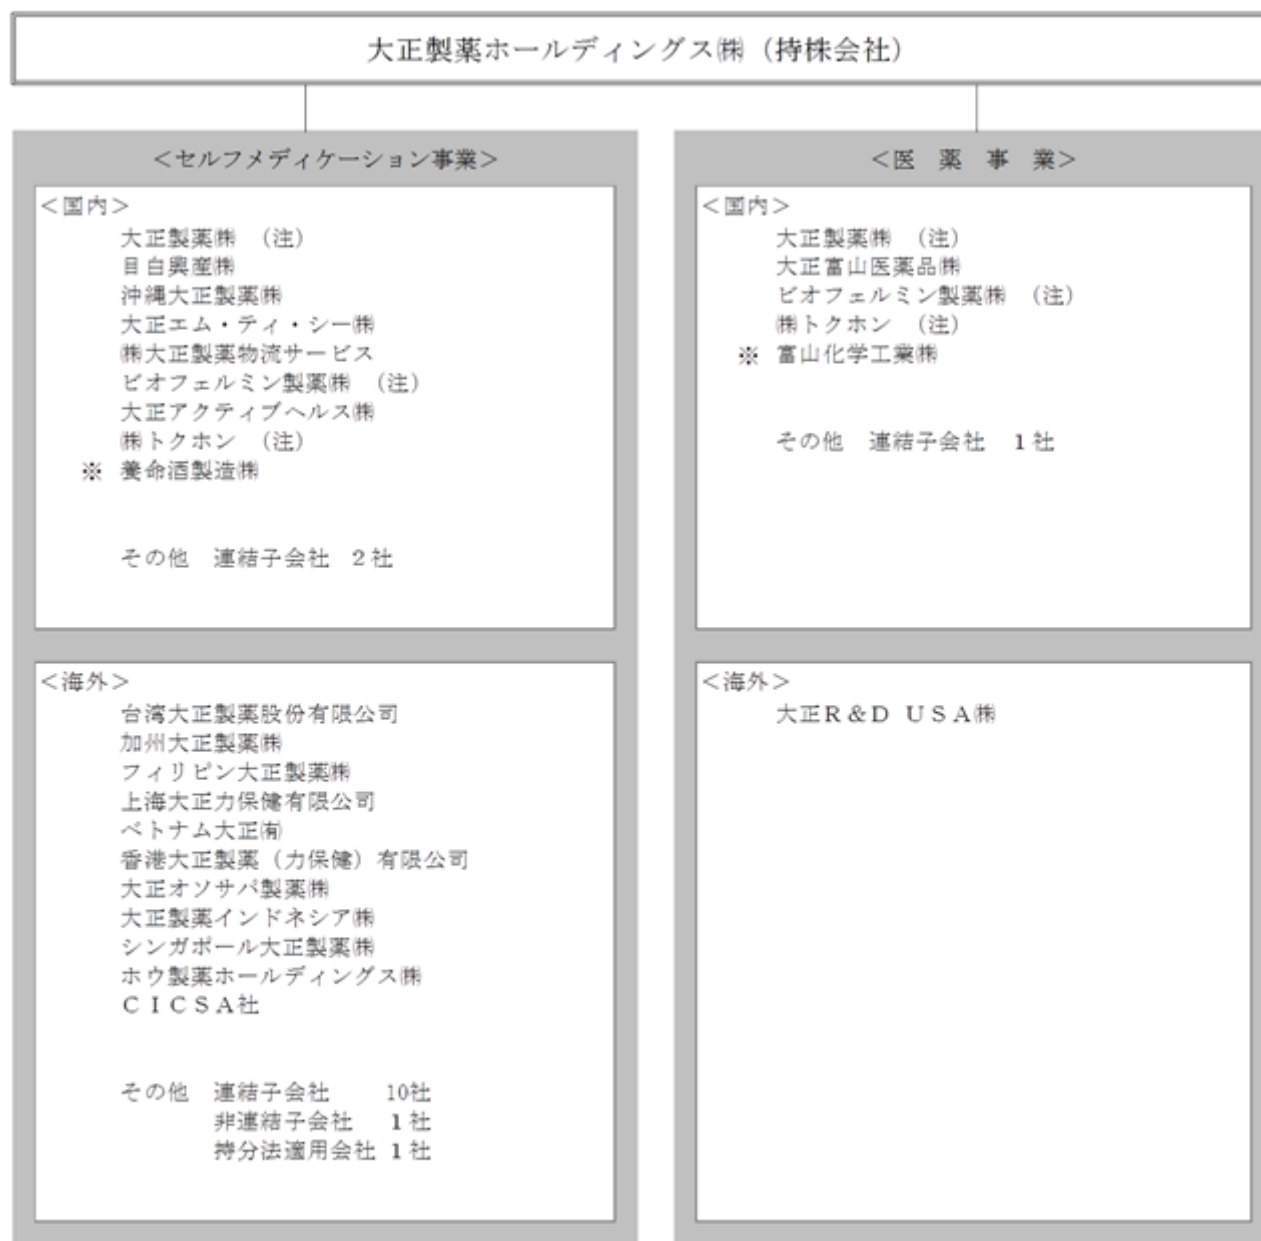 大正製薬ホールディングス㈱（持株会社）
＜セルフメディケーション事業＞
＜国内＞
大正製薬㈱　（注）
目白興産㈱
沖縄大正製薬㈱
大正エム・ティ・シー㈱
㈱大正製薬物流サービス
ビオフェルミン製薬㈱　（注）
大正アクティブヘルス㈱
㈱トクホン　（注）
※　養命酒製造㈱
その他　連結子会社　２社
＜海外＞
台湾大正製薬股份有限公司
加州大正製薬㈱
フィリピン大正製薬㈱
上海大正力保健有限公司
ベトナム大正㈲
香港大正製薬（力保健）有限公司
大正オソサパ製薬㈱
大正製薬インドネシア㈱
シンガポール大正製薬㈱
ホウ製薬ホールディングス㈱
ＣＩＣＳＡ社
その他　連結子会社　10社
非連結子会社　１社
持分法適用会社　１社
＜医　薬　事　業＞
＜国内＞
大正製薬㈱　（注）
大正富山医薬品㈱
ビオフェルミン製薬㈱　（注）
㈱トクホン　（注）
※　富山化学工業㈱
その他　連結子会社　１社
＜海外＞
大正Ｒ＆Ｄ　ＵＳＡ㈱